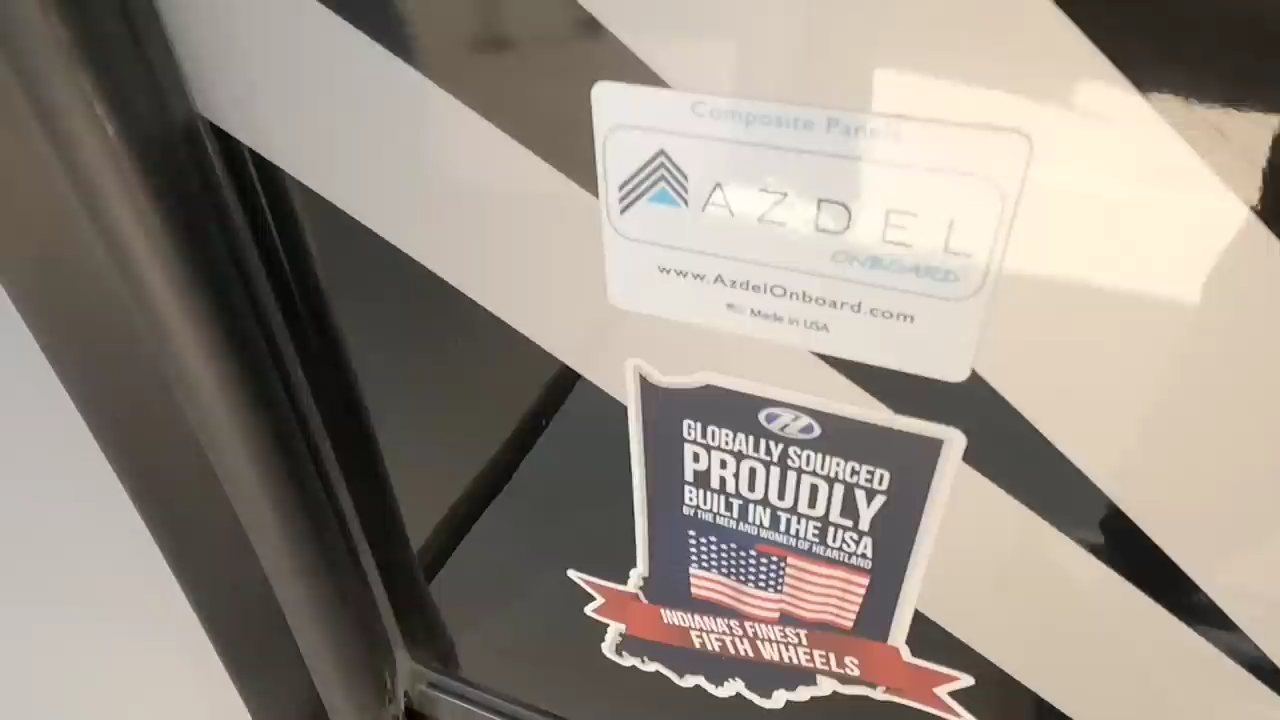 Composite Panels
AZDEL
ONBOARD
www.AzdelOnboard.com
Made in USA
H
GLOBALLY SOURCED
PROUDLY
BUILT IN THE USA
BY THE MEN AND WOMEN OF HEARTLAND
INDIANA'S FINEST
FIFTH WHEELS